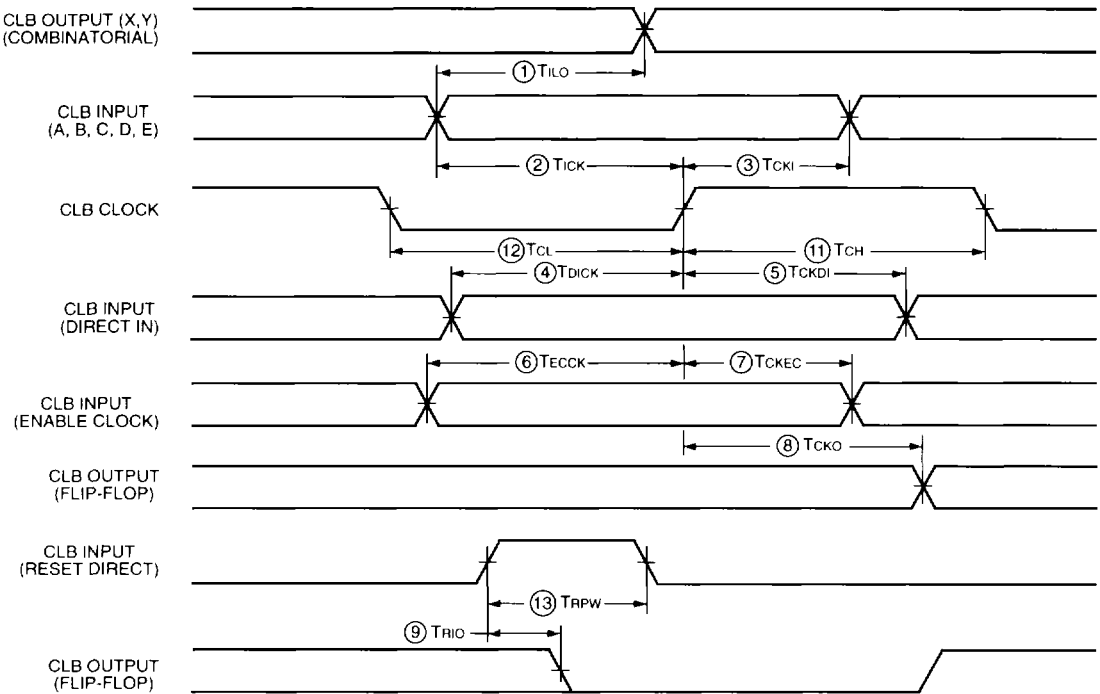 CLB OUTPUT (X,Y)
(COMBINATORIAL)
① TILO
CLB INPUT
(A, B, C, D, E)
② TICK
③ TCKI
CLB CLOCK
⑫ TCL
⑪ TCH
④ TDICK
⑤ TCKDI
CLB INPUT
(DIRECT IN)
⑥ TECCK
⑦ TCKEC
CLB INPUT
(ENABLE CLOCK)
⑧ TCKO
CLB OUTPUT
(FLIP-FLOP)
CLB INPUT
(RESET DIRECT)
⑬ TRPW
⑨ TRIO
CLB OUTPUT
(FLIP-FLOP)